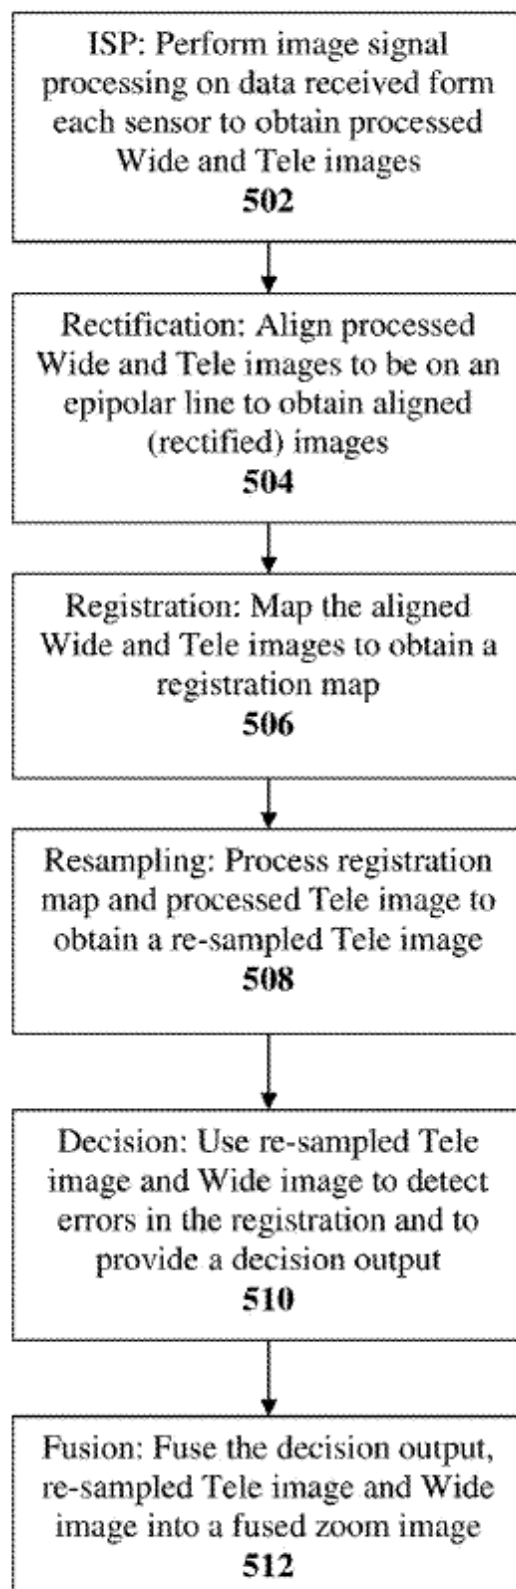 ISP: Perform image signal
processing on data received form
each sensor to obtain processed
Wide and Tele images
502
Rectification: Align processed
Wide and Tele images to be on an
epipolar line to obtain aligned
(rectified) images
504
Registration: Map the aligned
Wide and Tele images to obtain a
registration map
506
Resampling: Process registration
map and processed Tele image to
obtain a re-sampled Tele image
508
Decision: Use re-sampled Tele
image and Wide image to detect
errors in the registration and to
provide a decision output
510
Fusion: Fuse the decision output,
re-sampled Tele image and Wide
image into a fused zoom image
512